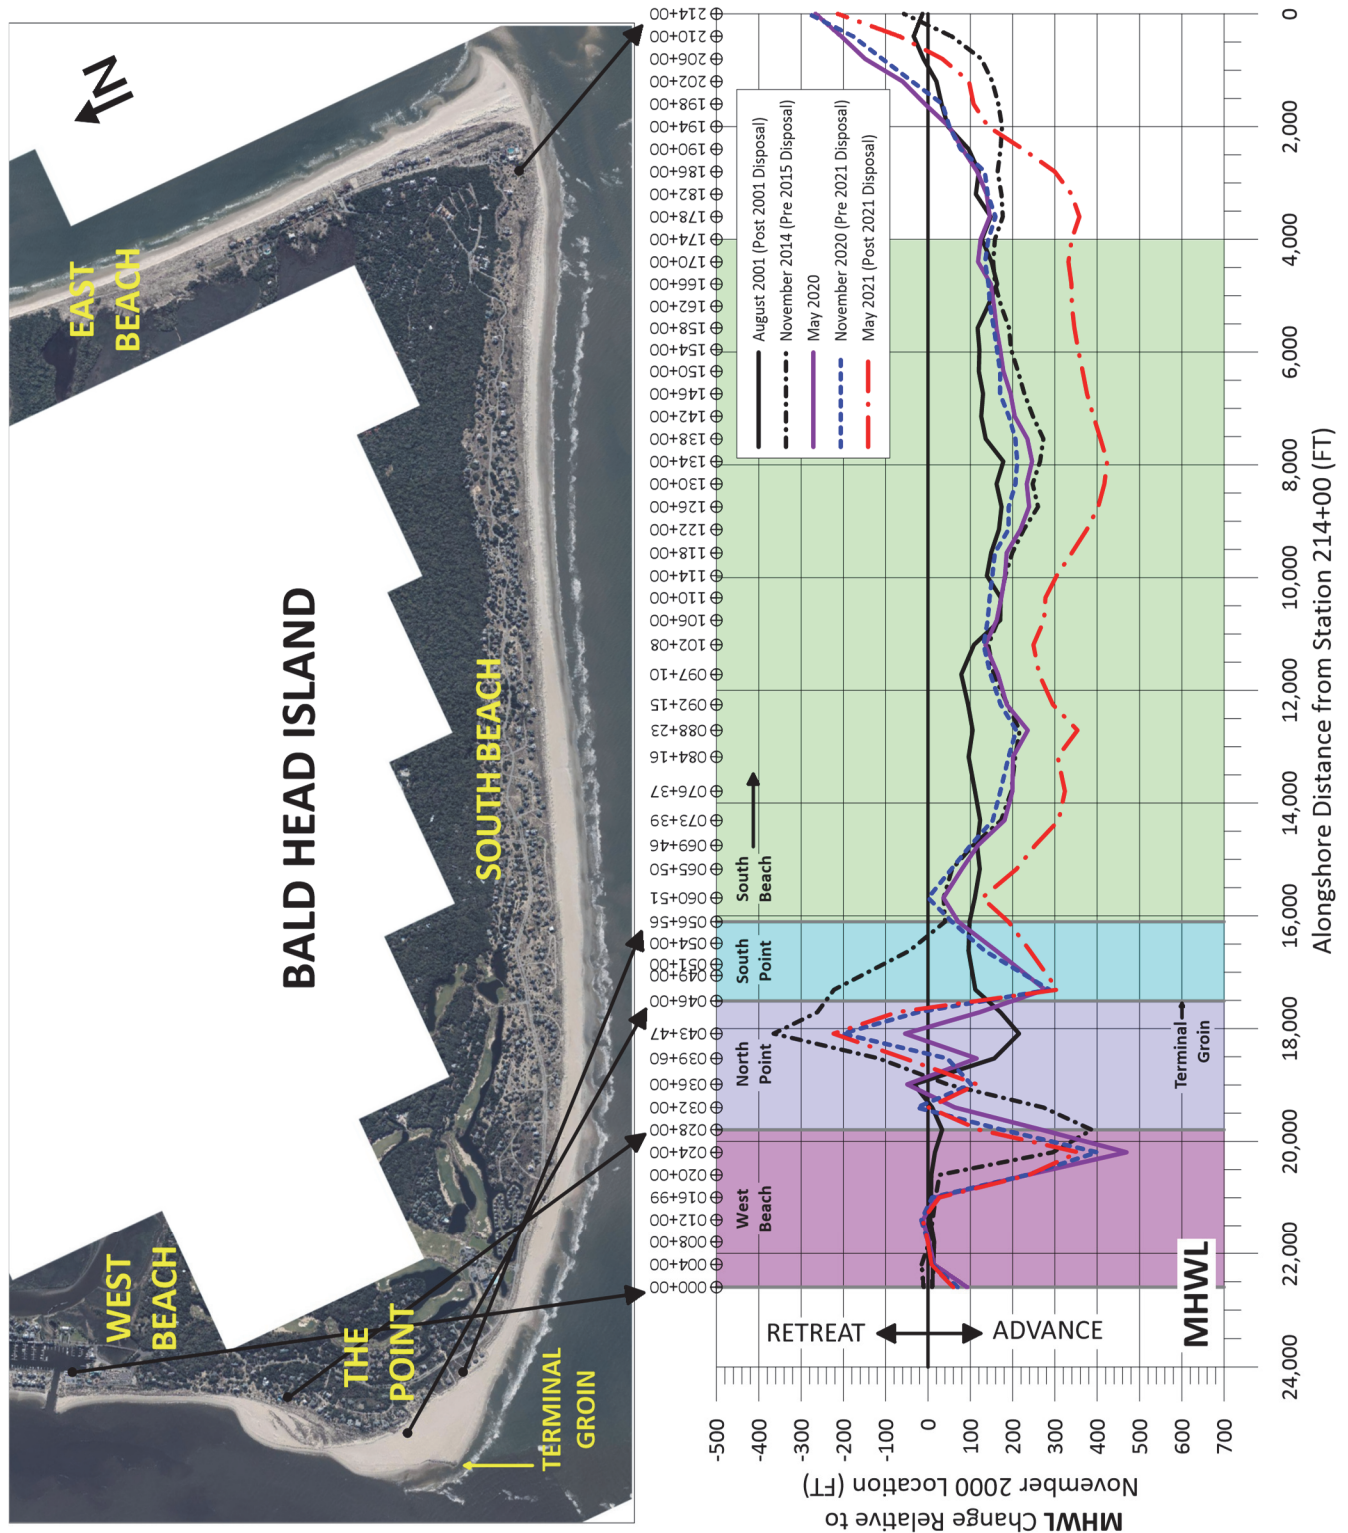 N
EAST
BEACH
BALD HEAD ISLAND
SOUTH BEACH
WEST
BEACH
THE
POINT
TERMINAL
GROIN
214+00
210+00
206+00
202+00
198+00
194+00
190+00
186+00
182+00
178+00
174+00
170+00
166+00
162+00
158+00
154+00
150+00
146+00
142+00
138+00
134+00
130+00
126+00
122+00
118+00
114+00
110+00
106+00
102+08
097+10
092+15
088+23
084+16
076+37
073+39
069+46
065+50
060+51
056+56
054+00
051+00
049+00
046+00
043+47
039+60
036+00
032+00
028+00
024+00
020+00
016+99
012+00
008+00
004+00
000+00
August 2001 (Post 2001 Disposal)
November 2014 (Pre 2015 Disposal)
May 2020
November 2020 (Pre 2021 Disposal)
May 2021 (Post 2021 Disposal)
South
Beach
South
Point
North
Point
West
Beach
Terminal
Groin
RETREAT
ADVANCE
MHWL
-500
-400
-300
-200
-100
0
100
200
300
400
500
600
700
MHWL Change Relative to
November 2000 Location (FT)
24,000
22,000
20,000
18,000
16,000
14,000
12,000
10,000
8,000
6,000
4,000
2,000
0
Alongshore Distance from Station 214+00 (FT)